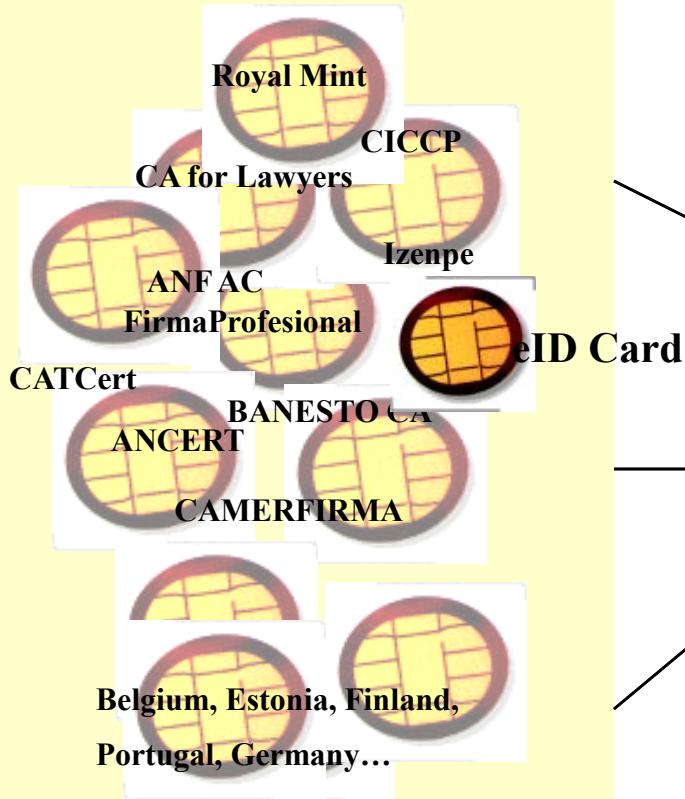 Royal Mint
CICCP
CA for Lawyers
Izenpe
ANF AC
FirmaProfesional
eID Card
CATCert
BANESTO CA
ANCERT
CAMERFIRMA
Belgium, Estonia, Finland,
Portugal, Germany…